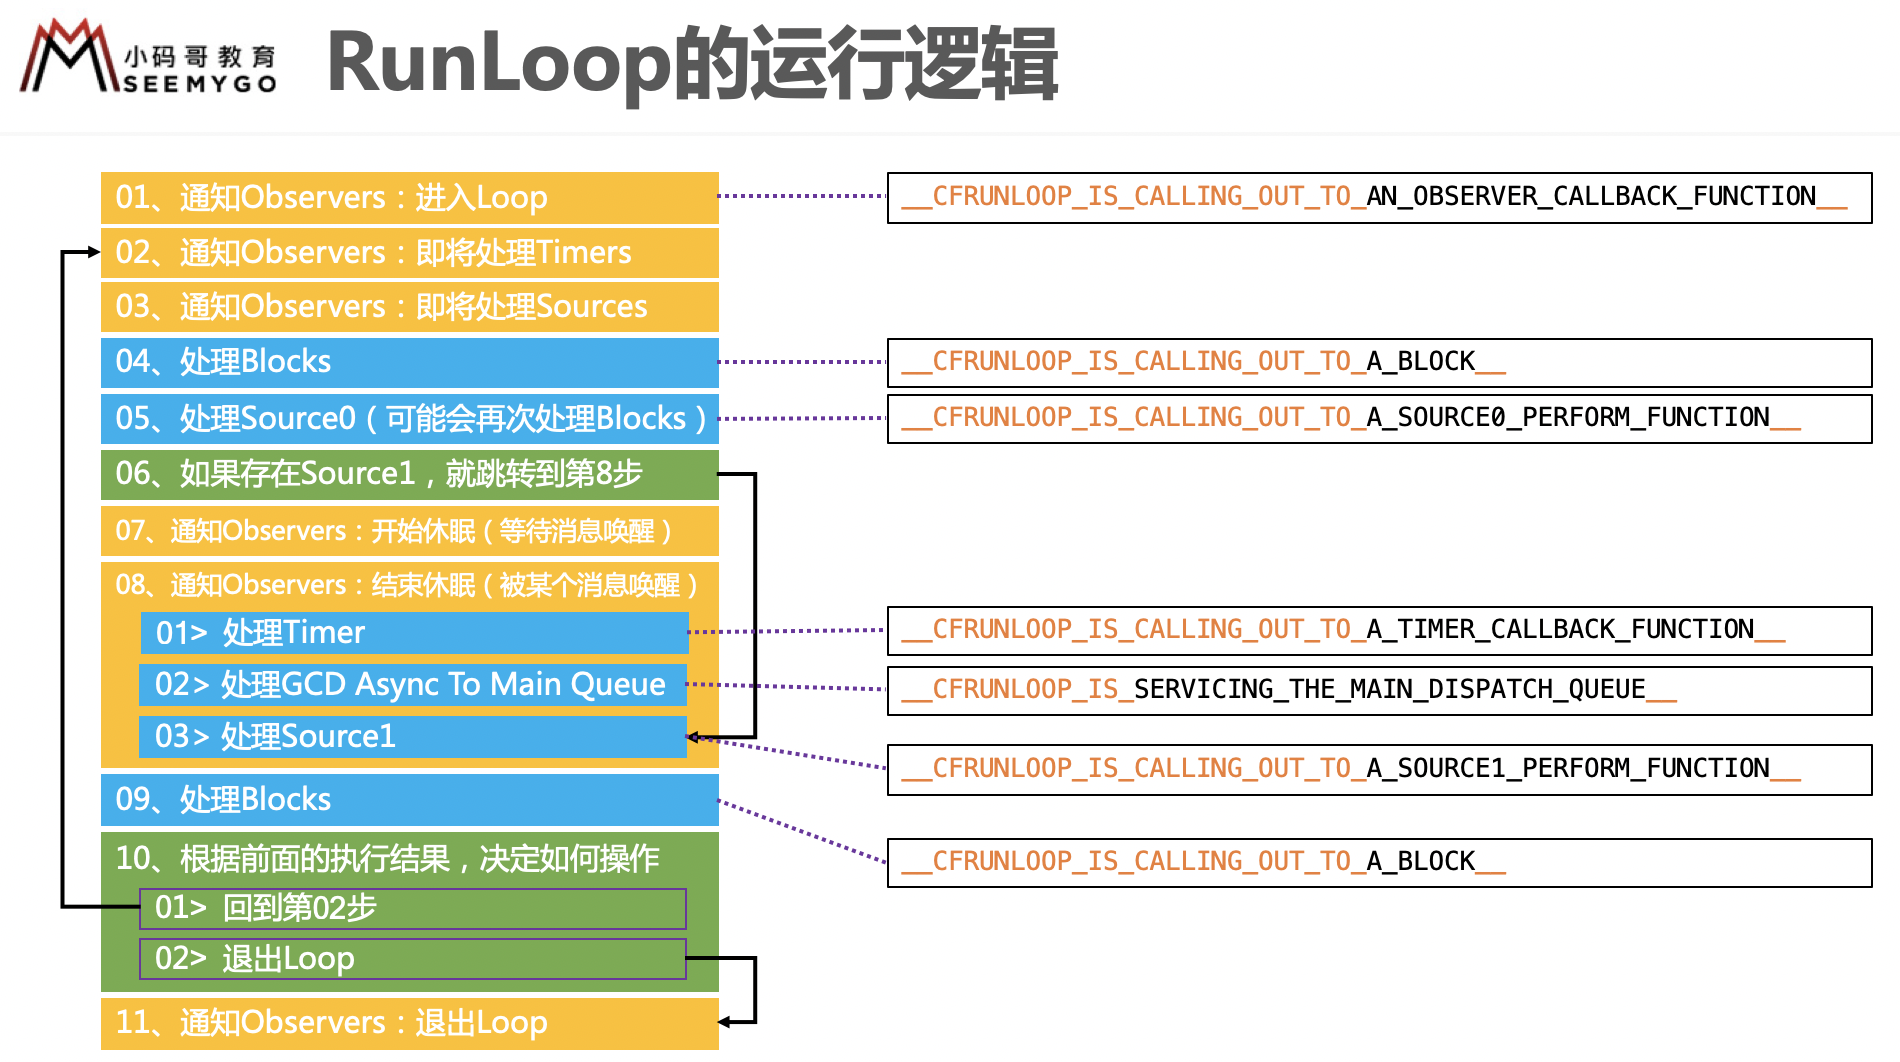 小码哥教育
SEEMYGO
RunLoop的运行逻辑
01、通知Observers：进入Loop
__CFRUNLOOP_IS_CALLING_OUT_TO_AN_OBSERVER_CALLBACK_FUNCTION__
02、通知Observers：即将处理Timers
03、通知Observers：即将处理Sources
04、处理Blocks
__CFRUNLOOP_IS_CALLING_OUT_TO_A_BLOCK__
05、处理Source0（可能会再次处理Blocks）
__CFRUNLOOP_IS_CALLING_OUT_TO_A_SOURCE0_PERFORM_FUNCTION__
06、如果存在Source1，就跳转到第8步
07、通知Observers：开始休眠（等待消息唤醒）
08、通知Observers：结束休眠（被某个消息唤醒）
01> 处理Timer
__CFRUNLOOP_IS_CALLING_OUT_TO_A_TIMER_CALLBACK_FUNCTION__
02> 处理GCD Async To Main Queue
__CFRUNLOOP_IS_SERVICING_THE_MAIN_DISPATCH_QUEUE__
03> 处理Source1
__CFRUNLOOP_IS_CALLING_OUT_TO_A_SOURCE1_PERFORM_FUNCTION__
09、处理Blocks
__CFRUNLOOP_IS_CALLING_OUT_TO_A_BLOCK__
10、根据前面的执行结果，决定如何操作
01> 回到第02步
02> 退出Loop
11、通知Observers：退出Loop